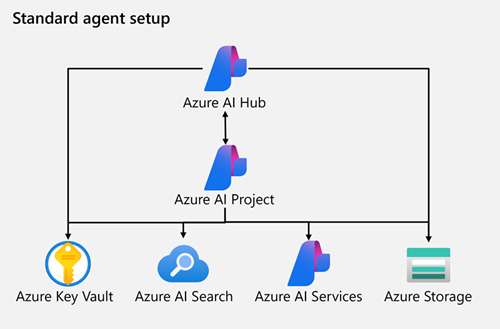 Standard agent setup
Azure AI Hub
Azure AI Project
Azure Key Vault
Azure AI Search
Azure AI Services
Azure Storage